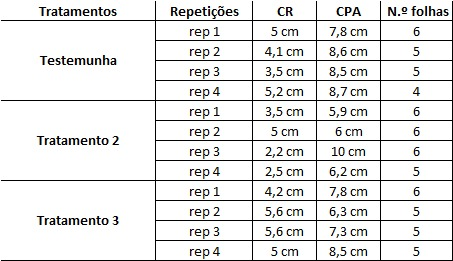 Tratamentos Repetições CR CPA N.º folhas
Testemunha
rep 1 5 cm 7,8 cm 6
rep 2 4,1 cm 8,6 cm 5
rep 3 3,5 cm 8,5 cm 5
rep 4 5,2 cm 8,7 cm 4
Tratamento 2
rep 1 3,5 cm 5,9 cm 6
rep 2 5 cm 6 cm 6
rep 3 2,2 cm 10 cm 6
rep 4 2,5 cm 6,2 cm 5
Tratamento 3
rep 1 4,2 cm 7,8 cm 6
rep 2 5,6 cm 6,3 cm 5
rep 3 5,6 cm 7,3 cm 5
rep 4 5 cm 8,5 cm 5